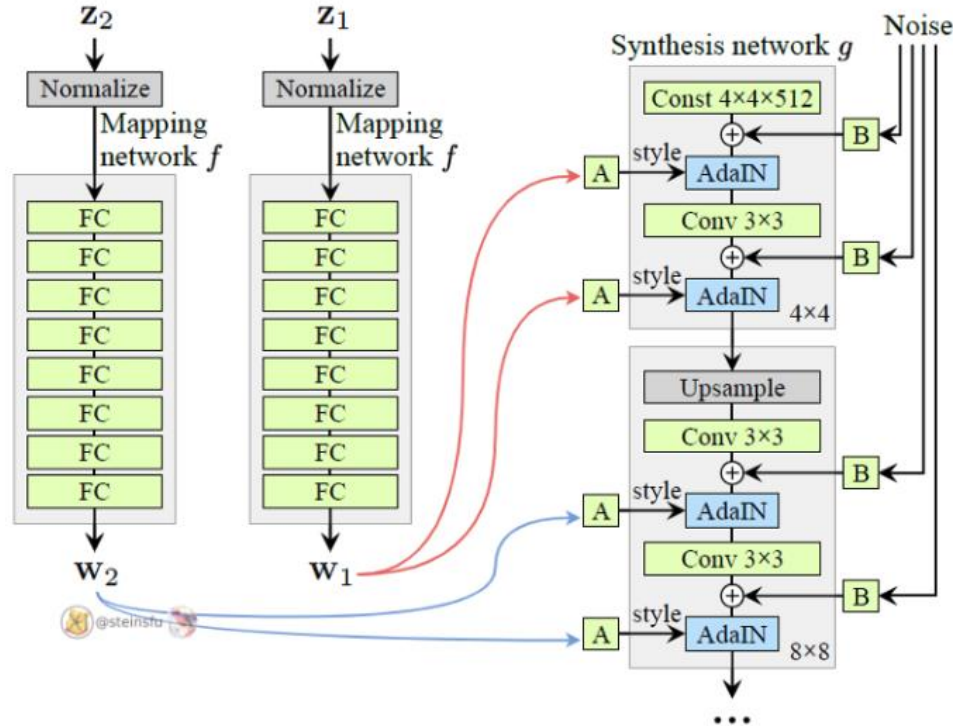 z2
Normalize
Mapping
network f
FC
FC
FC
FC
FC
FC
FC
FC
w2
@steinsfu
z1
Normalize
Mapping
network f
FC
FC
FC
FC
FC
FC
FC
FC
w1
Noise
Synthesis network g
Const 4×4×512
B
A
style
AdaIN
Conv 3×3
B
A
style
AdaIN
4×4
Upsample
Conv 3×3
B
A
style
AdaIN
Conv 3×3
B
A
style
AdaIN
8×8
...